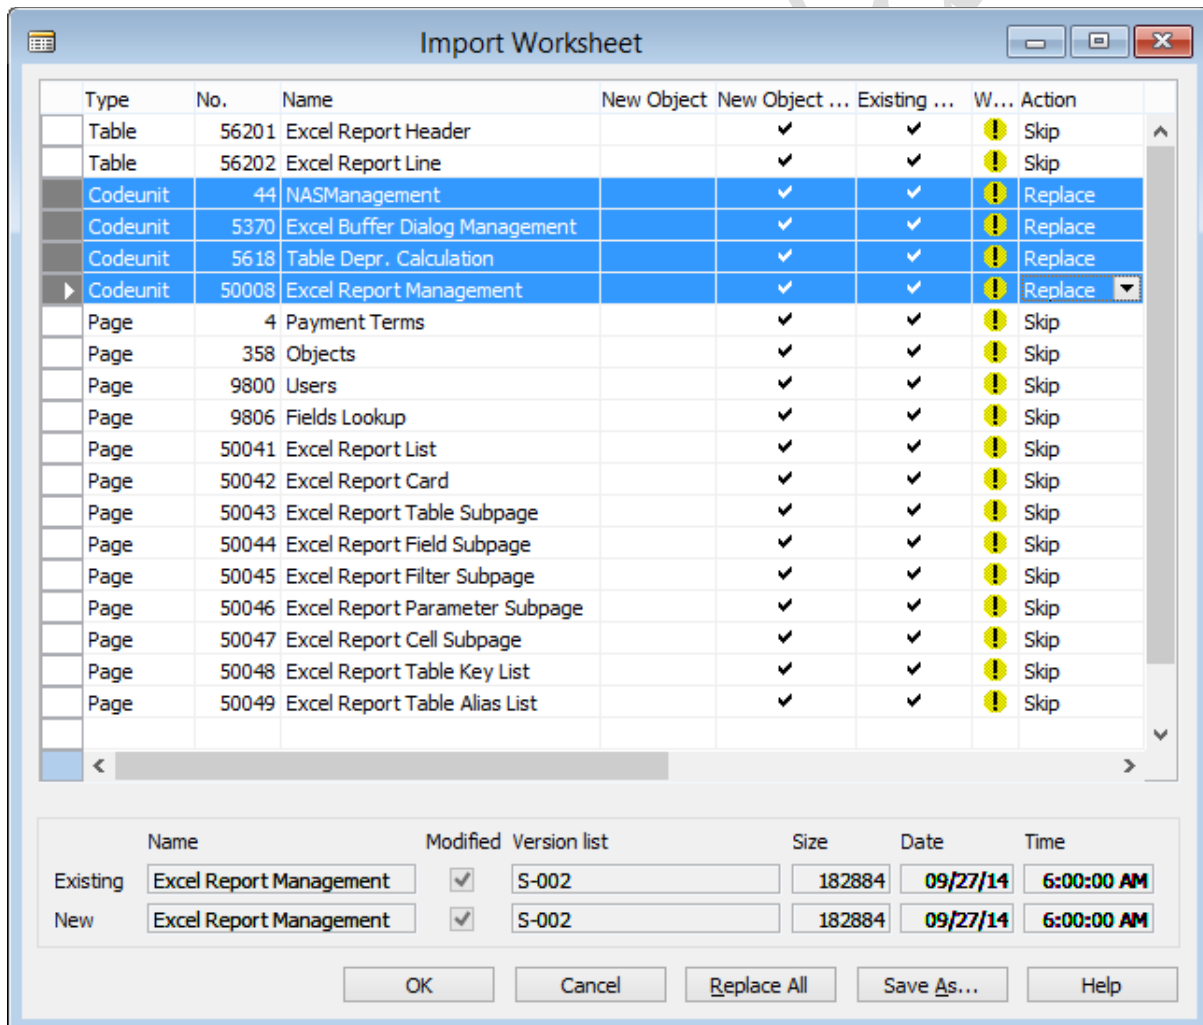 Import Worksheet
Type No. Name New Object New Object ... Existing ... W... Action
Table 56201 Excel Report Header Skip
Table 56202 Excel Report Line Skip
Codeunit 44 NASManagement Replace
Codeunit 5370 Excel Buffer Dialog Management Replace
Codeunit 5618 Table Depr. Calculation Replace
Codeunit 50008 Excel Report Management Replace
Page 4 Payment Terms Skip
Page 358 Objects Skip
Page 9800 Users Skip
Page 9806 Fields Lookup Skip
Page 50041 Excel Report List Skip
Page 50042 Excel Report Card Skip
Page 50043 Excel Report Table Subpage Skip
Page 50044 Excel Report Field Subpage Skip
Page 50045 Excel Report Filter Subpage Skip
Page 50046 Excel Report Parameter Subpage Skip
Page 50047 Excel Report Cell Subpage Skip
Page 50048 Excel Report Table Key List Skip
Page 50049 Excel Report Table Alias List Skip
Name Modified Version list Size Date Time
Existing Excel Report Management S-002 182884 09/27/14 6:00:00 AM
New Excel Report Management S-002 182884 09/27/14 6:00:00 AM
OK Cancel Replace All Save As... Help